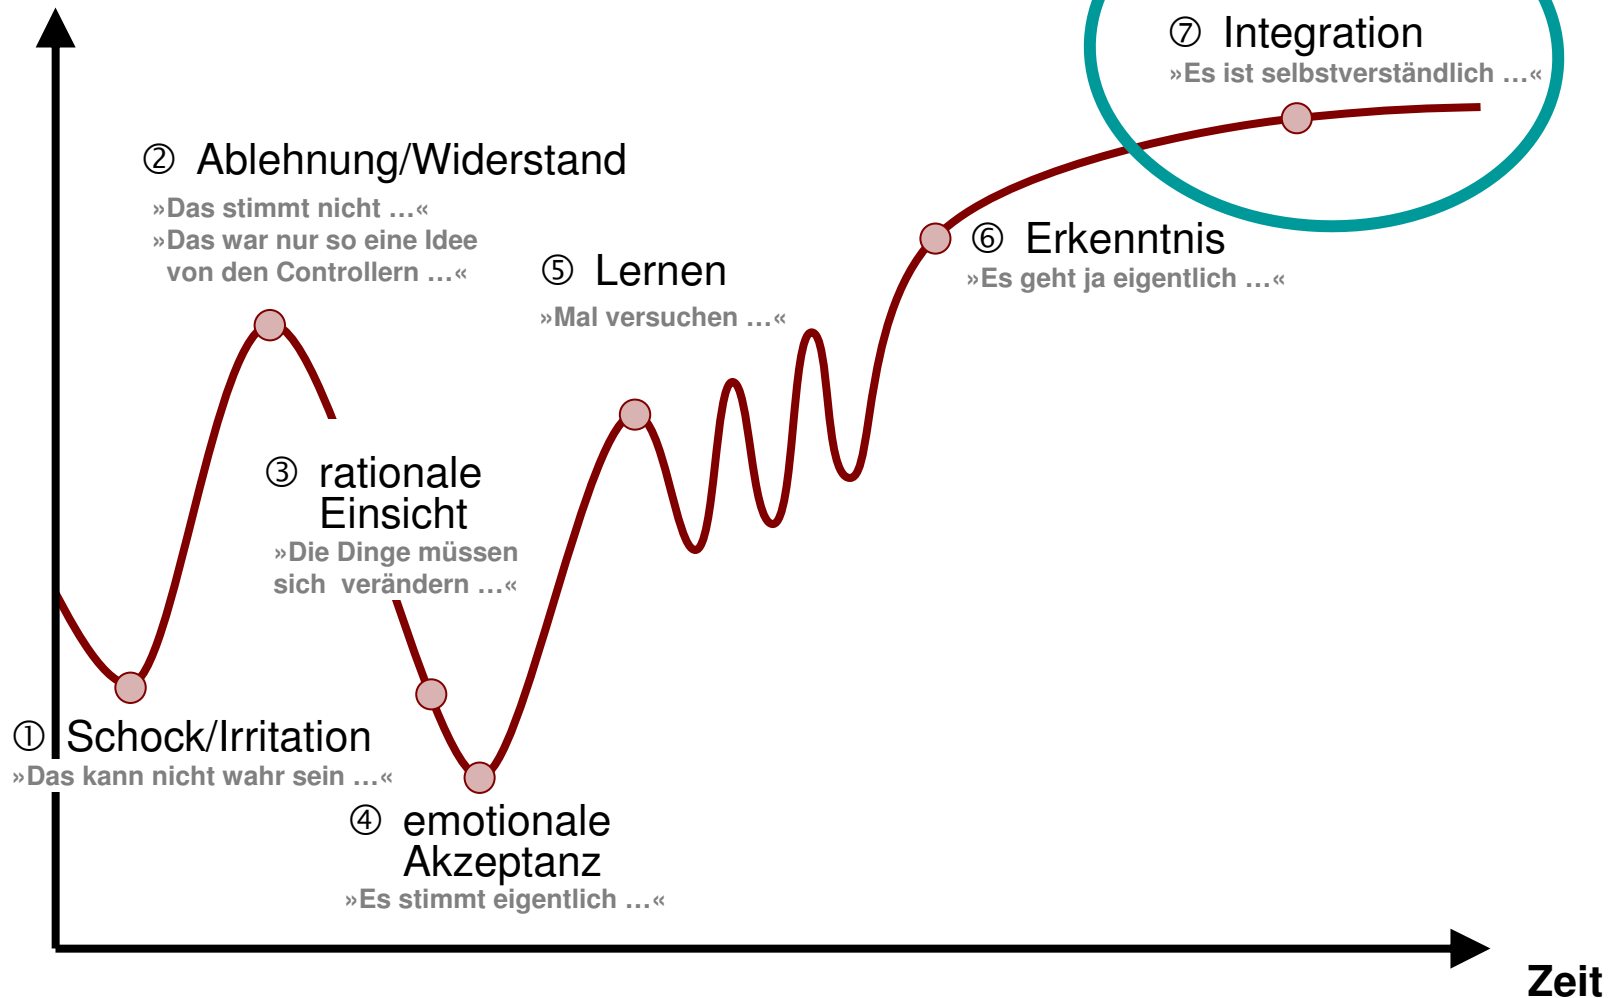 ⑦ Integration
»Es ist selbstverständlich …«
② Ablehnung/Widerstand
»Das stimmt nicht …«
»Das war nur so eine Idee
von den Controllern …«
⑤ Lernen
»Mal versuchen …«
⑥ Erkenntnis
»Es geht ja eigentlich …«
③ rationale
Einsicht
»Die Dinge müssen
sich verändern …«
① Schock/Irritation
»Das kann nicht wahr sein …«
④ emotionale
Akzeptanz
»Es stimmt eigentlich …«
Zeit